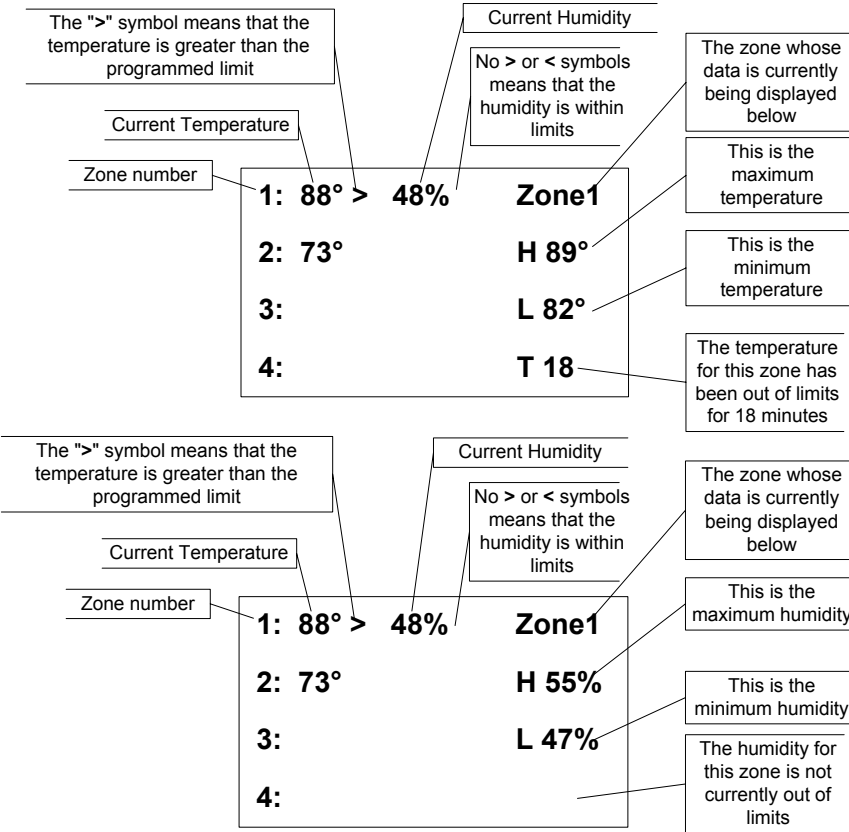 The ">" symbol means that the
temperature is greater than the
programmed limit
Current Humidity
No > or < symbols
means that the
humidity is within
limits
The zone whose
data is currently
being displayed
below
Current Temperature
Zone number
This is the
maximum
temperature
1: 88° > 48% Zone1
2: 73° H 89°
3: L 82°
4: T 18
This is the
minimum
temperature
The temperature
for this zone has
been out of limits
for 18 minutes
The ">" symbol means that the
temperature is greater than the
programmed limit
Current Humidity
No > or < symbols
means that the
humidity is within
limits
The zone whose
data is currently
being displayed
below
Current Temperature
Zone number
This is the
maximum humidity
1: 88° > 48% Zone1
2: 73° H 55%
3: L 47%
4:
This is the
minimum humidity
The humidity for
this zone is not
currently out of
limits